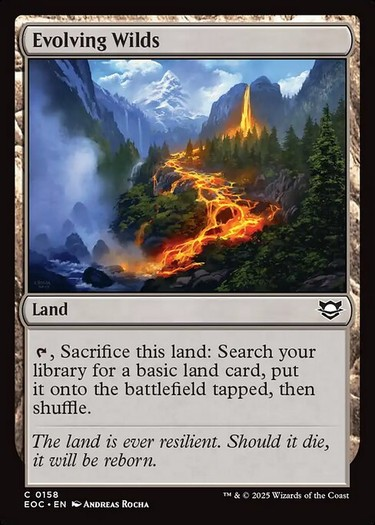 Evolving Wilds
Land
, Sacrifice this land: Search your
library for a basic land card, put
it onto the battlefield tapped, then
shuffle.
The land is ever resilient. Should it die,
it will be reborn.
C 0158
EOC • EN Andreas Rocha
™ & © 2025 Wizards of the Coast